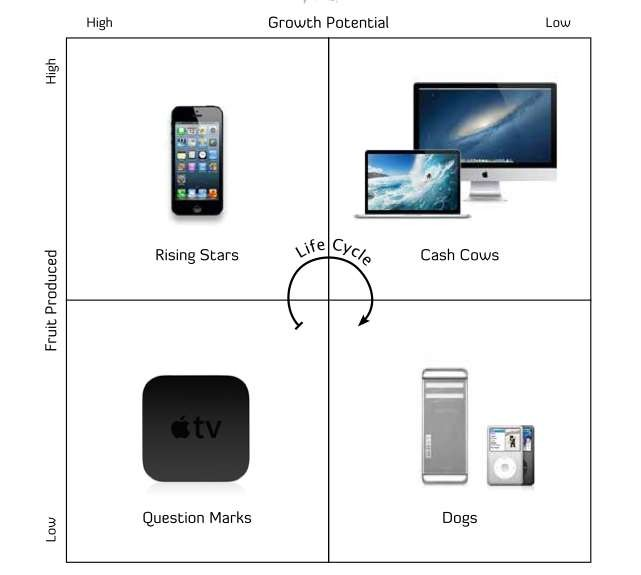 High
Growth Potential
Low
High
Rising Stars
Life Cycle
Cash Cows
Fruit Produced
tv
Question Marks
Dogs
Low